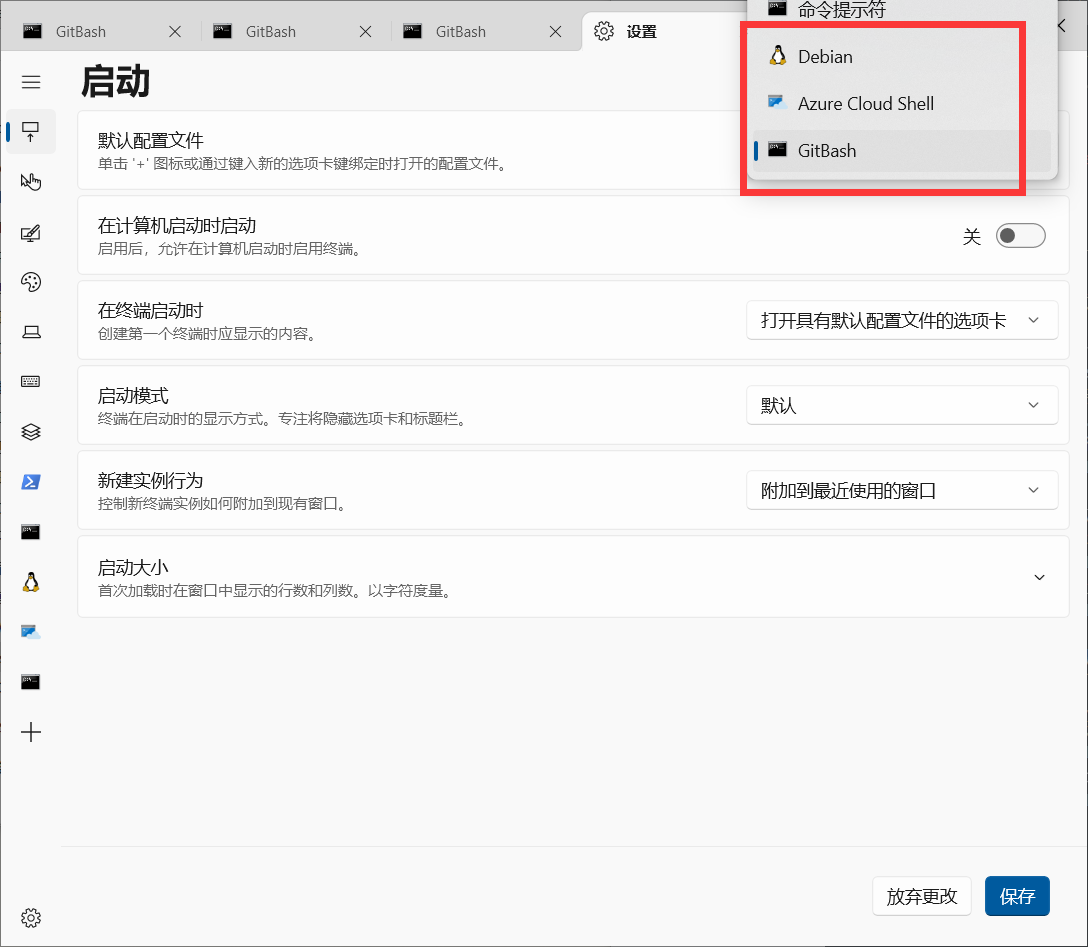 GitBash
GitBash
GitBash
设置
命令提示符
Debian
Azure Cloud Shell
GitBash
启动
默认配置文件
单击 '+' 图标或通过键入新的选项卡键绑定时打开的配置文件。
在计算机启动时启动
启用后，允许在计算机启动时启用终端。
关
在终端启动时
创建第一个终端时应显示的内容。
打开具有默认配置文件的选项卡
启动模式
终端在启动时的显示方式。专注将隐藏选项卡和标题栏。
默认
新建实例行为
控制新终端实例如何附加到现有窗口。
附加到最近使用的窗口
启动大小
首次加载时在窗口中显示的行数和列数。以字符度量。
放弃更改
保存